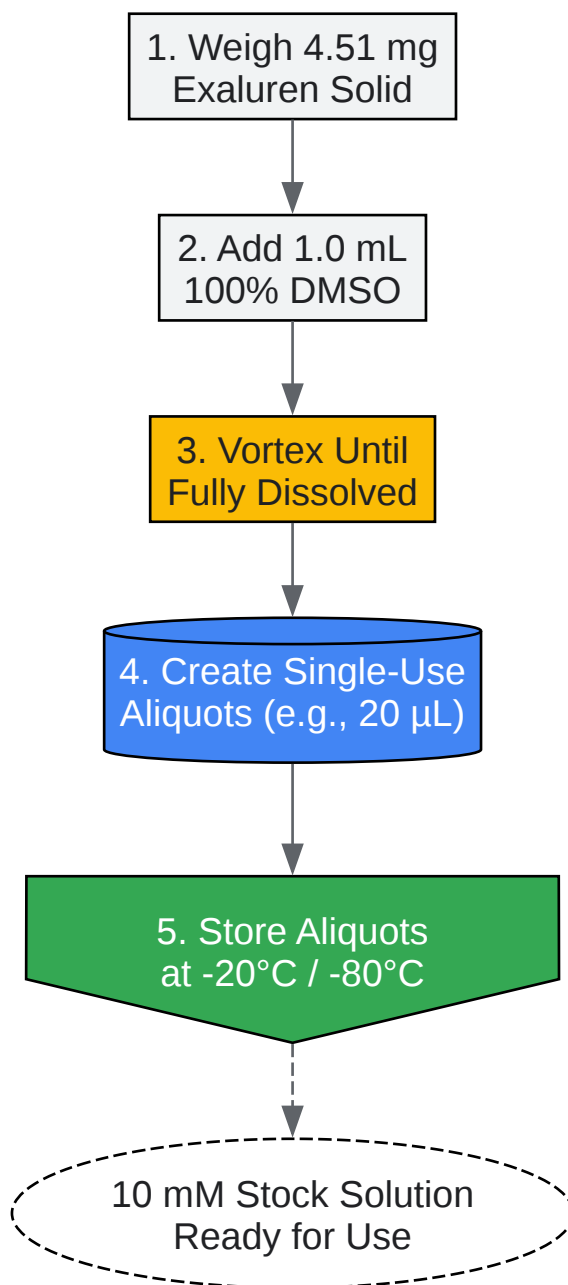 1. Weigh 4.51 mg
Exaluren Solid
2. Add 1.0 mL
100% DMSO
3. Vortex Until
Fully Dissolved
4. Create Single-Use
Aliquots (e.g., 20 µL)
5. Store Aliquots
at -20°C / -80°C
10 mM Stock Solution
Ready for Use